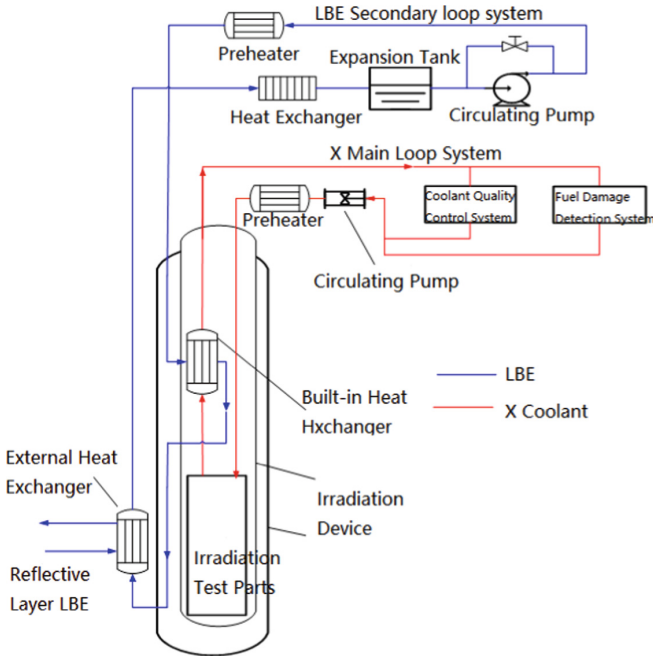 LBE Secondary loop system
Preheater
Expansion Tank
Heat Exchanger
Circulating Pump
X Main Loop System
Coolant Quality
Control System
Fuel Damage
Detection System
Preheater
Circulating Pump
LBE
X Coolant
Built-in Heat
Hxchanger
External Heat
Exchanger
Irradiation
Device
Irradiation
Test Parts
Reflective
Layer LBE